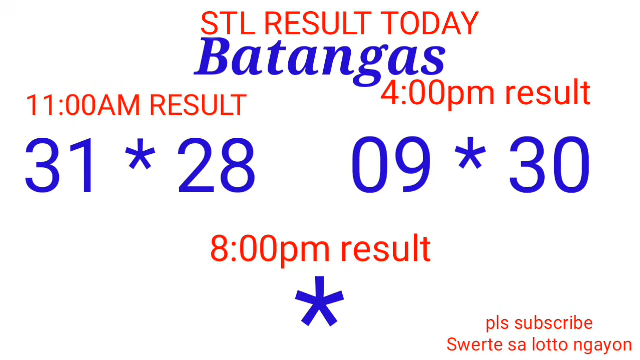 STL RESULT TODAY
Batangas
11:00AM RESULT
31 * 28
4:00pm result
09 * 30
8:00pm result
*
pls subscribe
Swerte sa lotto ngayon